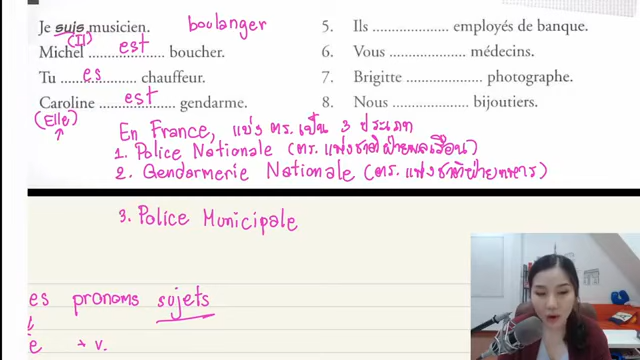 Je suis musicien. boulanger
(Il)
Michel est boucher.
Tu es chauffeur.
Caroline est gendarme.
(Elle)
5. Ils .................... employés de banque.
6. Vous .................... médecins.
7. Brigitte .................... photographe.
8. Nous .................... bijoutiers.
En France, แบ่ง ตร. เป็น 3 ประเภท
1. Police Nationale (ตร. แห่งชาติฝ่ายพลเรือน)
2. Gendarmerie Nationale (ตร. แห่งชาติฝ่ายทหาร)
3. Police Municipale
es pronoms sujets
e + v.